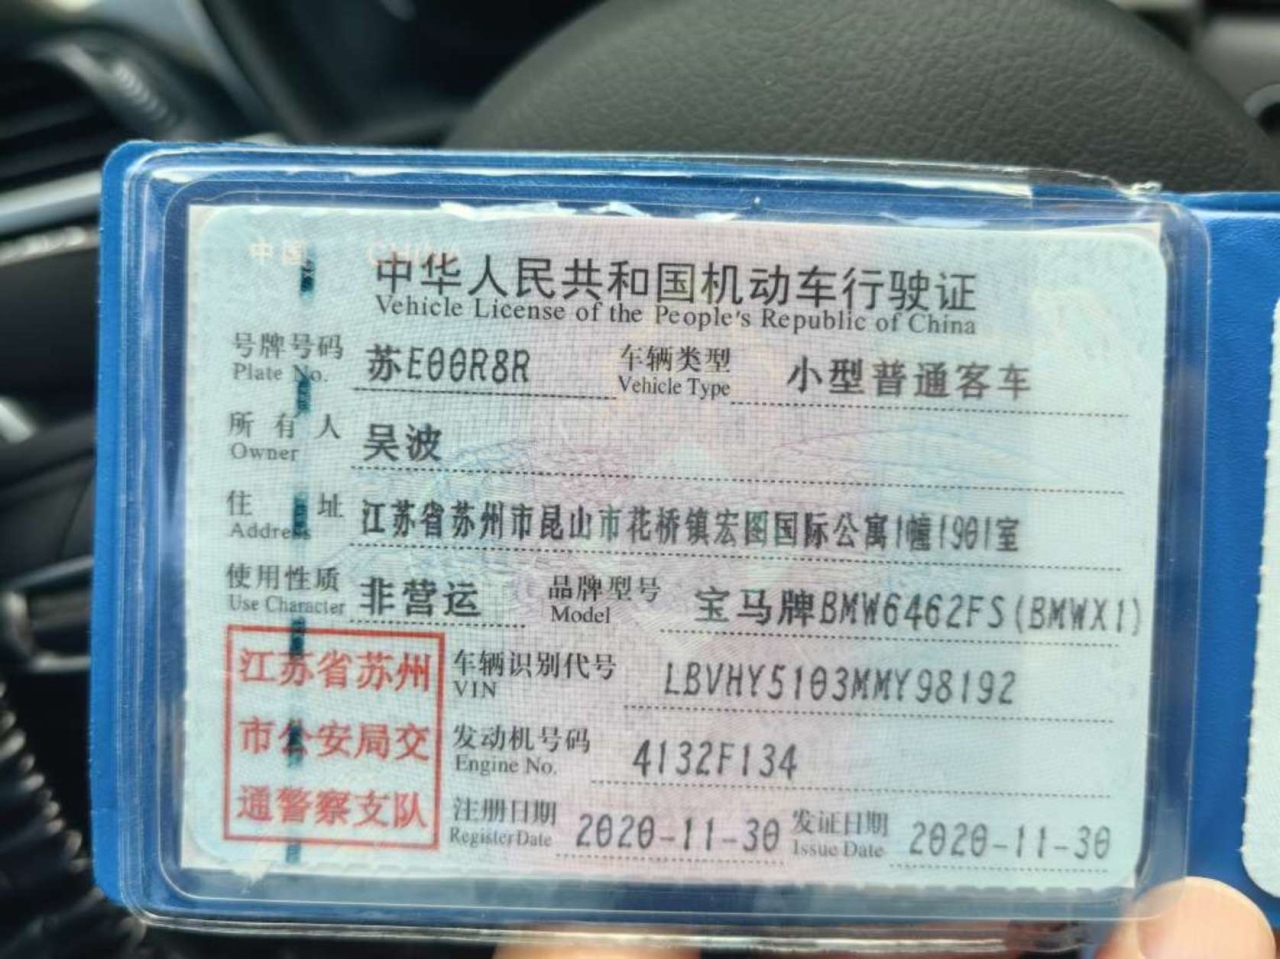 中国 CHINA
中华人民共和国机动车行驶证
Vehicle License of the People's Republic of China
号牌号码 苏E00R8R 车辆类型 小型普通客车
Plate No. Vehicle Type
所有人 吴波
Owner
住址 江苏省苏州市昆山市花桥镇宏图国际公寓1幢1901室
Address
使用性质 非营运 品牌型号 宝马牌BMW6462FS(BMWX1)
Use Character Model
江苏省苏州
市公安局交
通警察支队
车辆识别代号 LBVHY5103MMY98192
VIN
发动机号码 4132F134
Engine No.
注册日期 2020-11-30 发证日期 2020-11-30
Register Date Issue Date